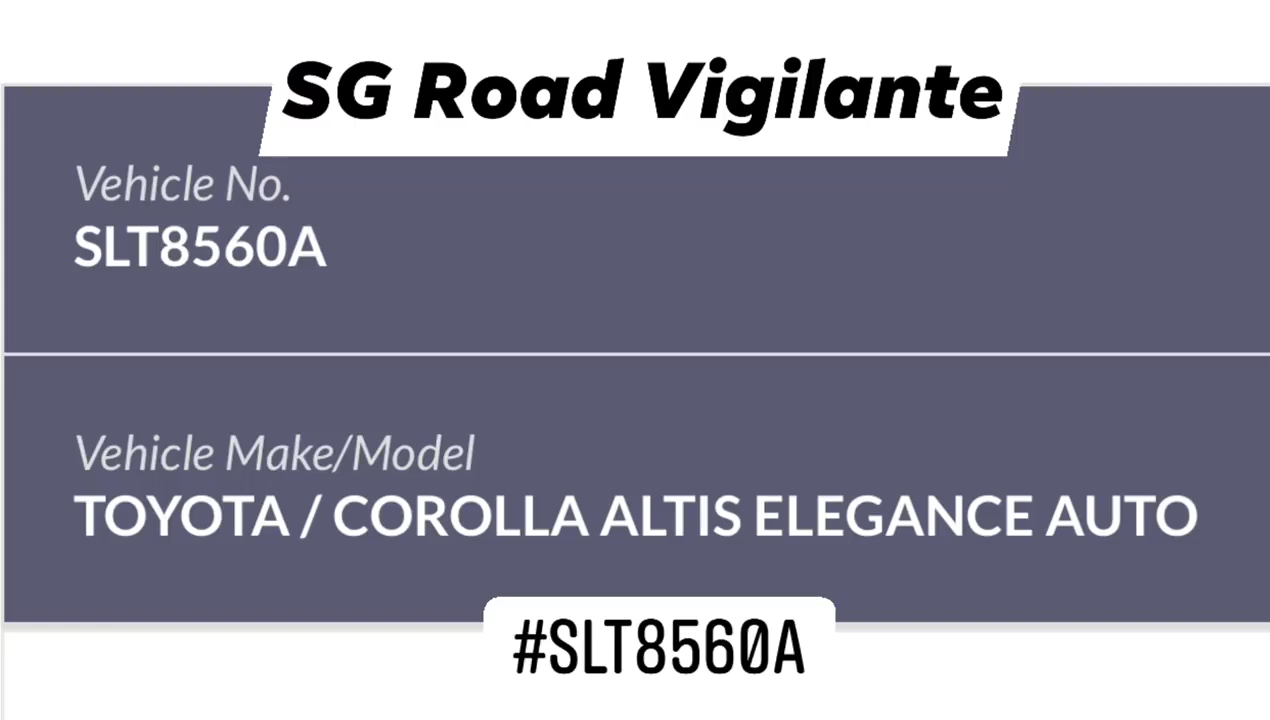 SG Road Vigilante
Vehicle No.
SLT8560A
Vehicle Make/Model
TOYOTA / COROLLA ALTIS ELEGANCE AUTO
#SLT8560A